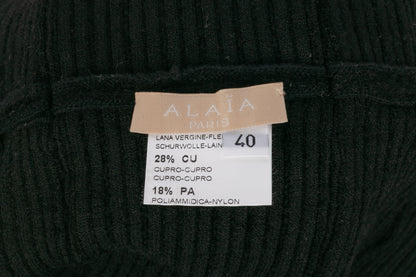 ALAÏA
PARIS
LANA VERGINE-FLE
SCHURWOLLE-LAIN
40
28% CU
CUPRO-CUPRO
CUPRO-CUPRO
18% PA
POLIAMMIDICA-NYLON